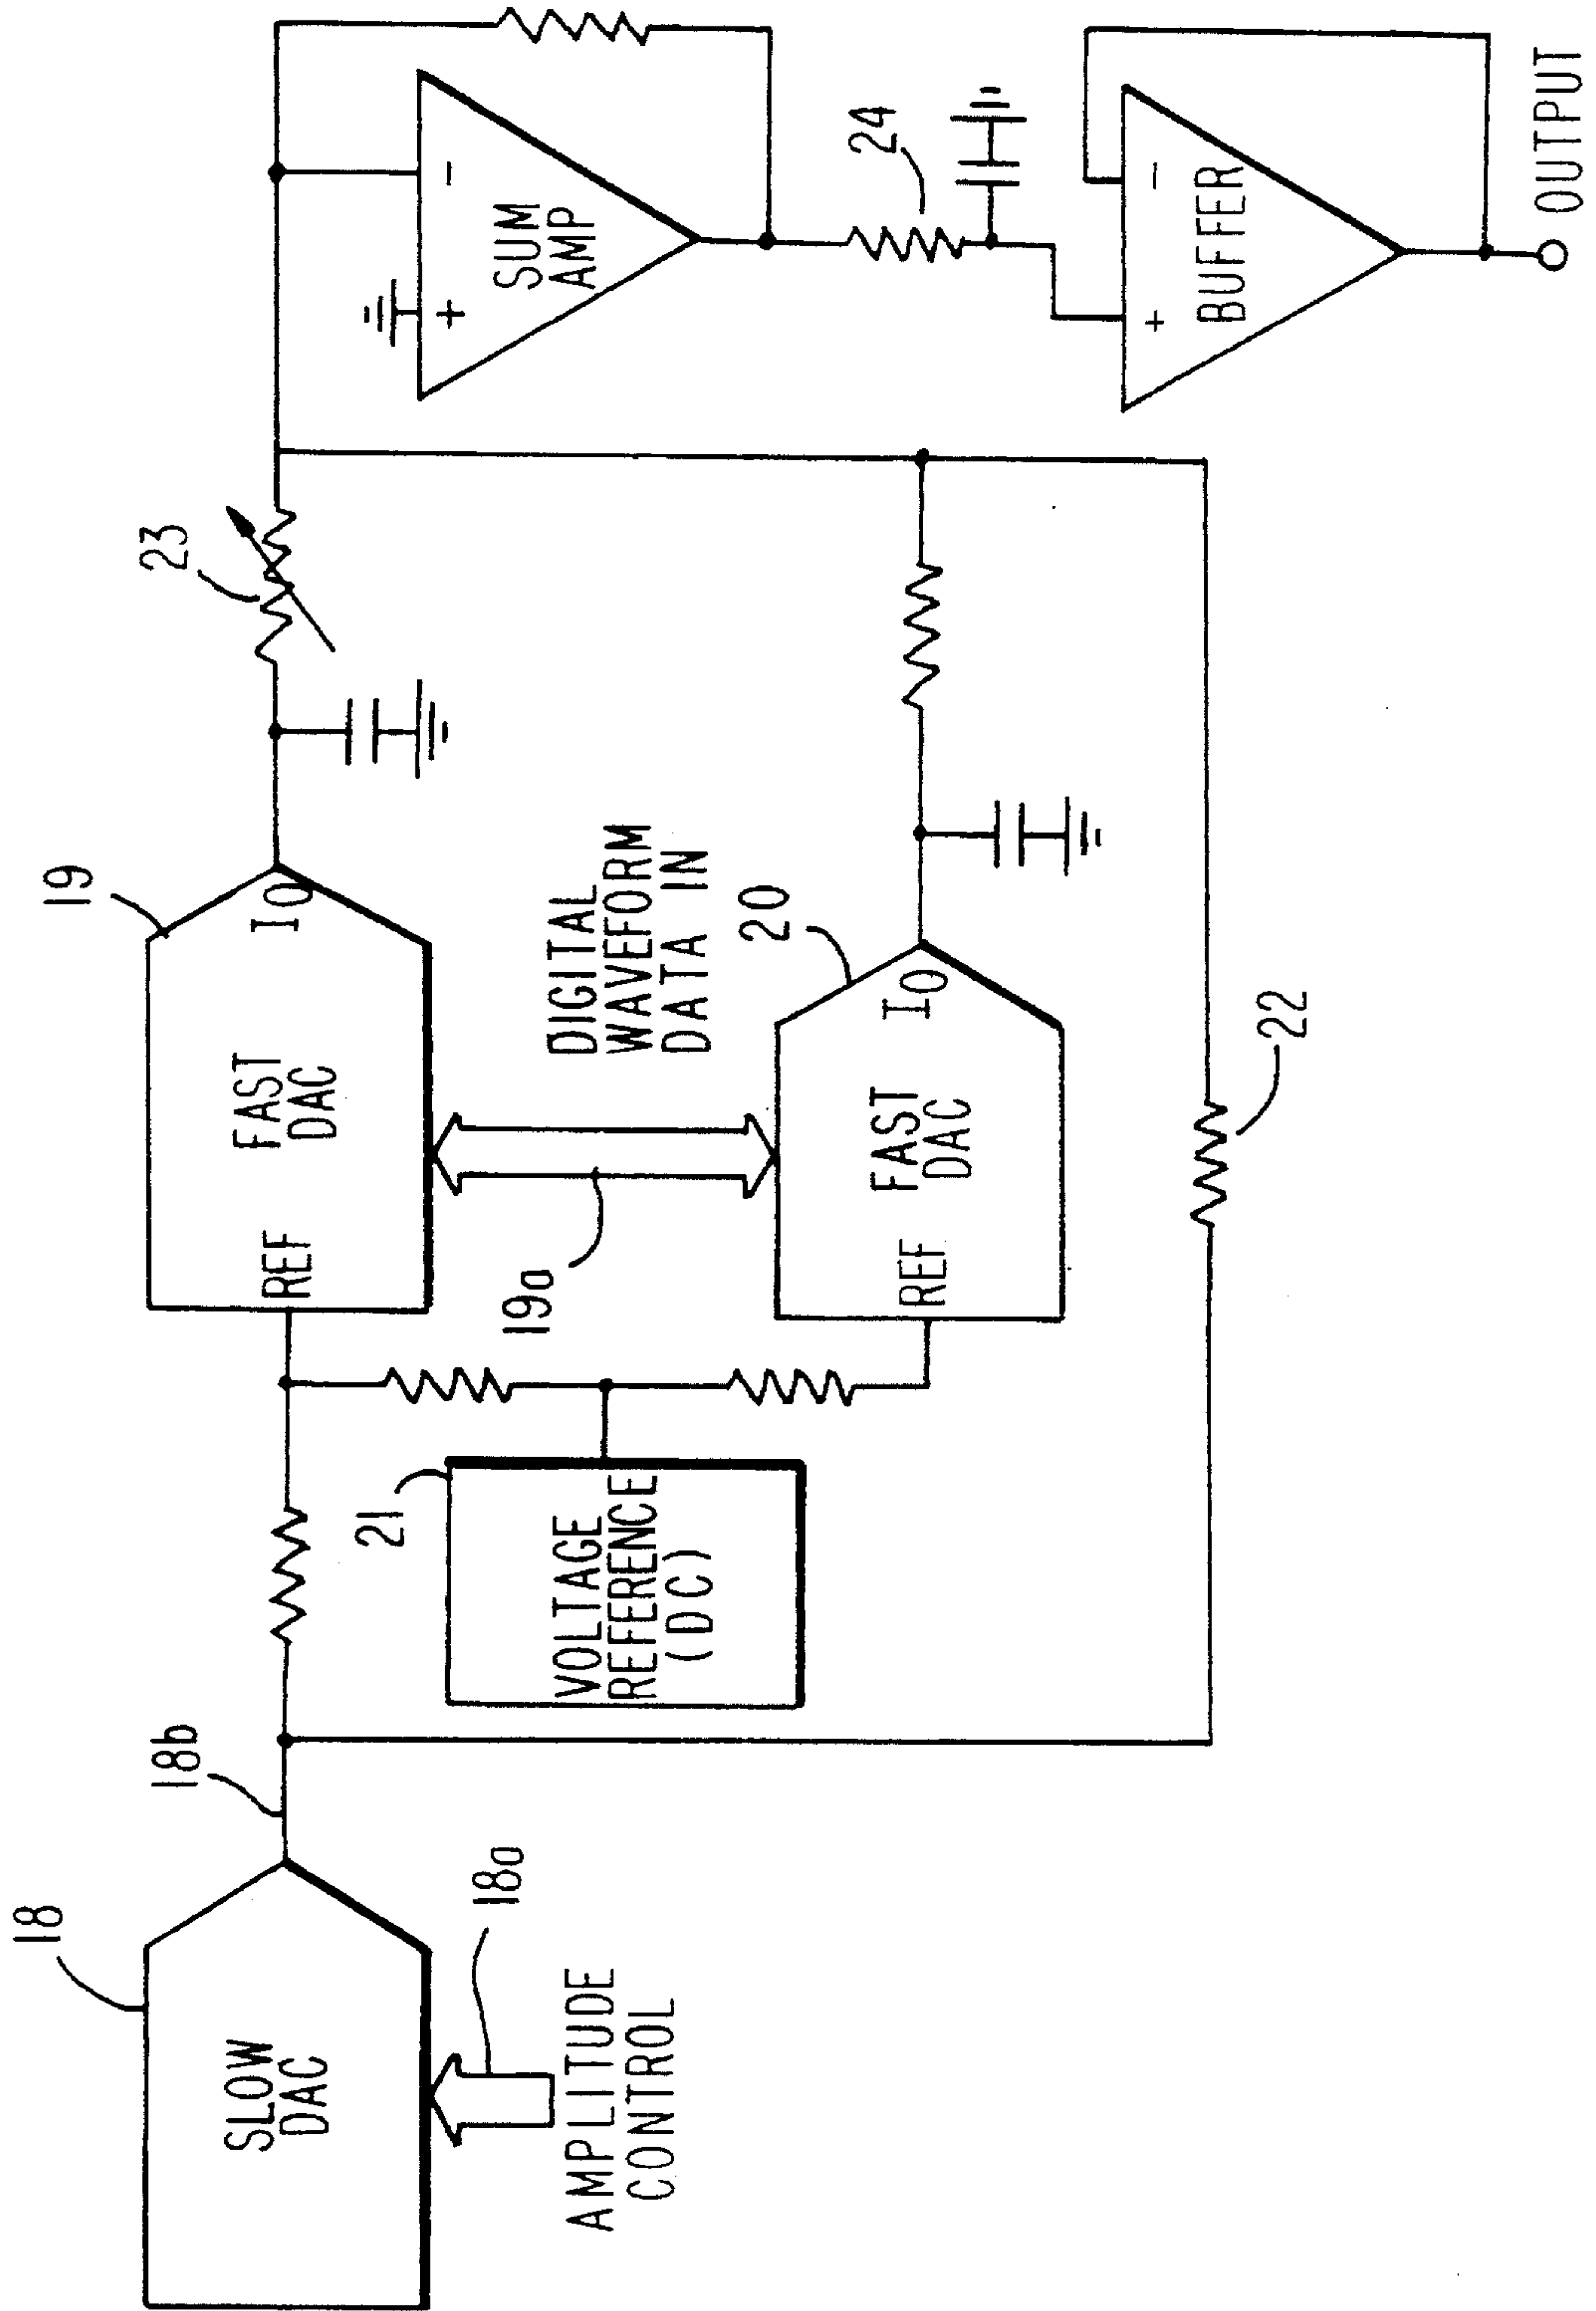 18
SLOW
DAC
18a
AMPLITUDE
CONTROL
18b
21
VOLTAGE
REFERENCE
(DC)
19
REF
FAST
DAC
IO
19a
DIGITAL
WAVEFORM
DATA IN
20
REF
FAST
DAC
IO
22
23
+
-
SUM
AMP
24
+
-
BUFFER
OUTPUT